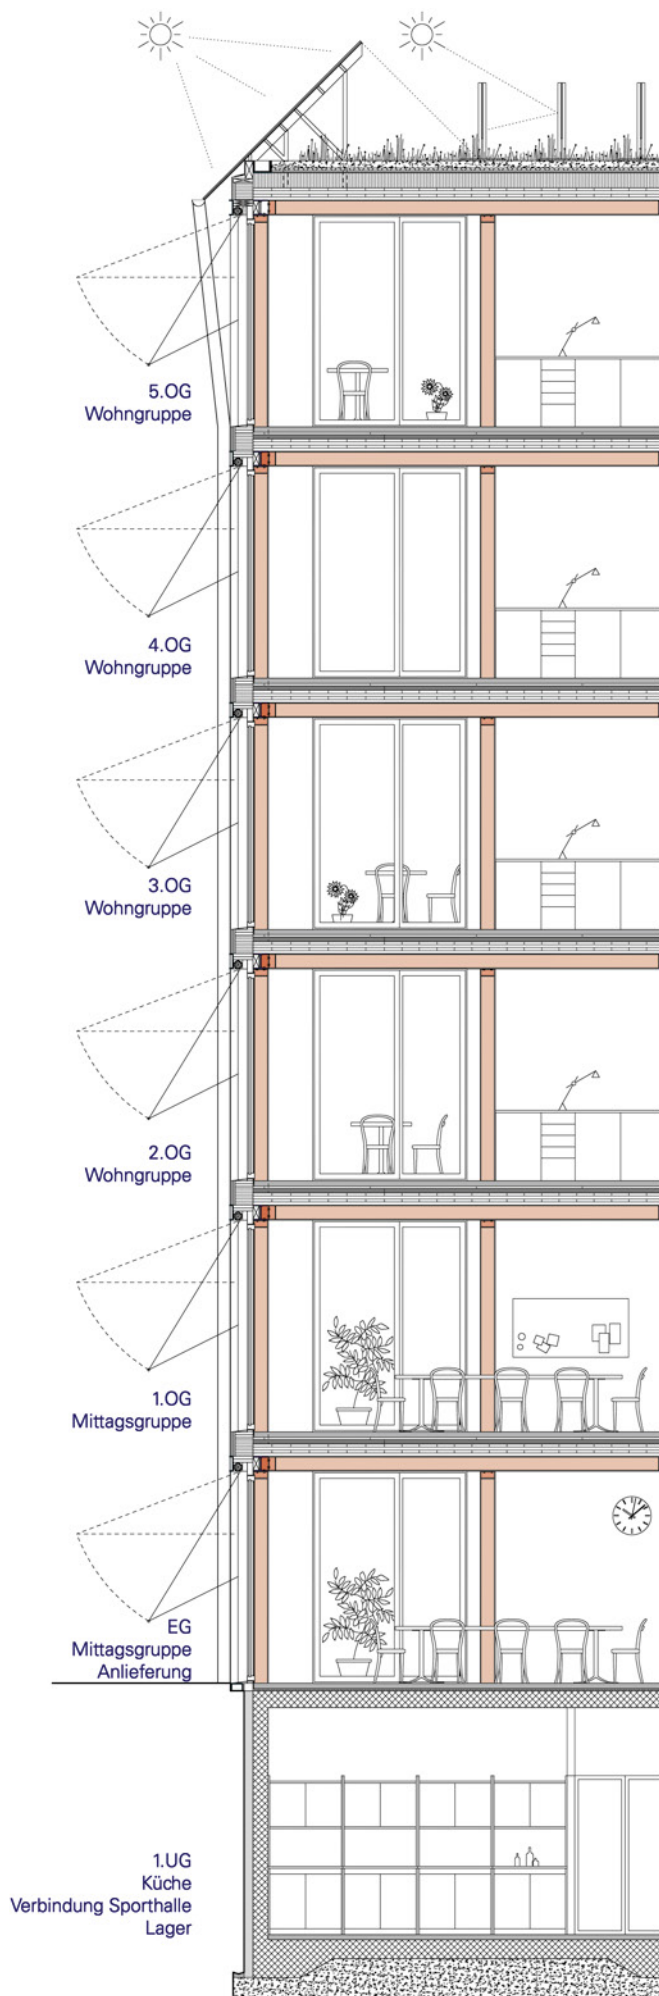 5.OG
Wohngruppe
4.OG
Wohngruppe
3.OG
Wohngruppe
2.OG
Wohngruppe
1.OG
Mittagsgruppe
EG
Mittagsgruppe
Anlieferung
1.UG
Küche
Verbindung Sporthalle
Lager